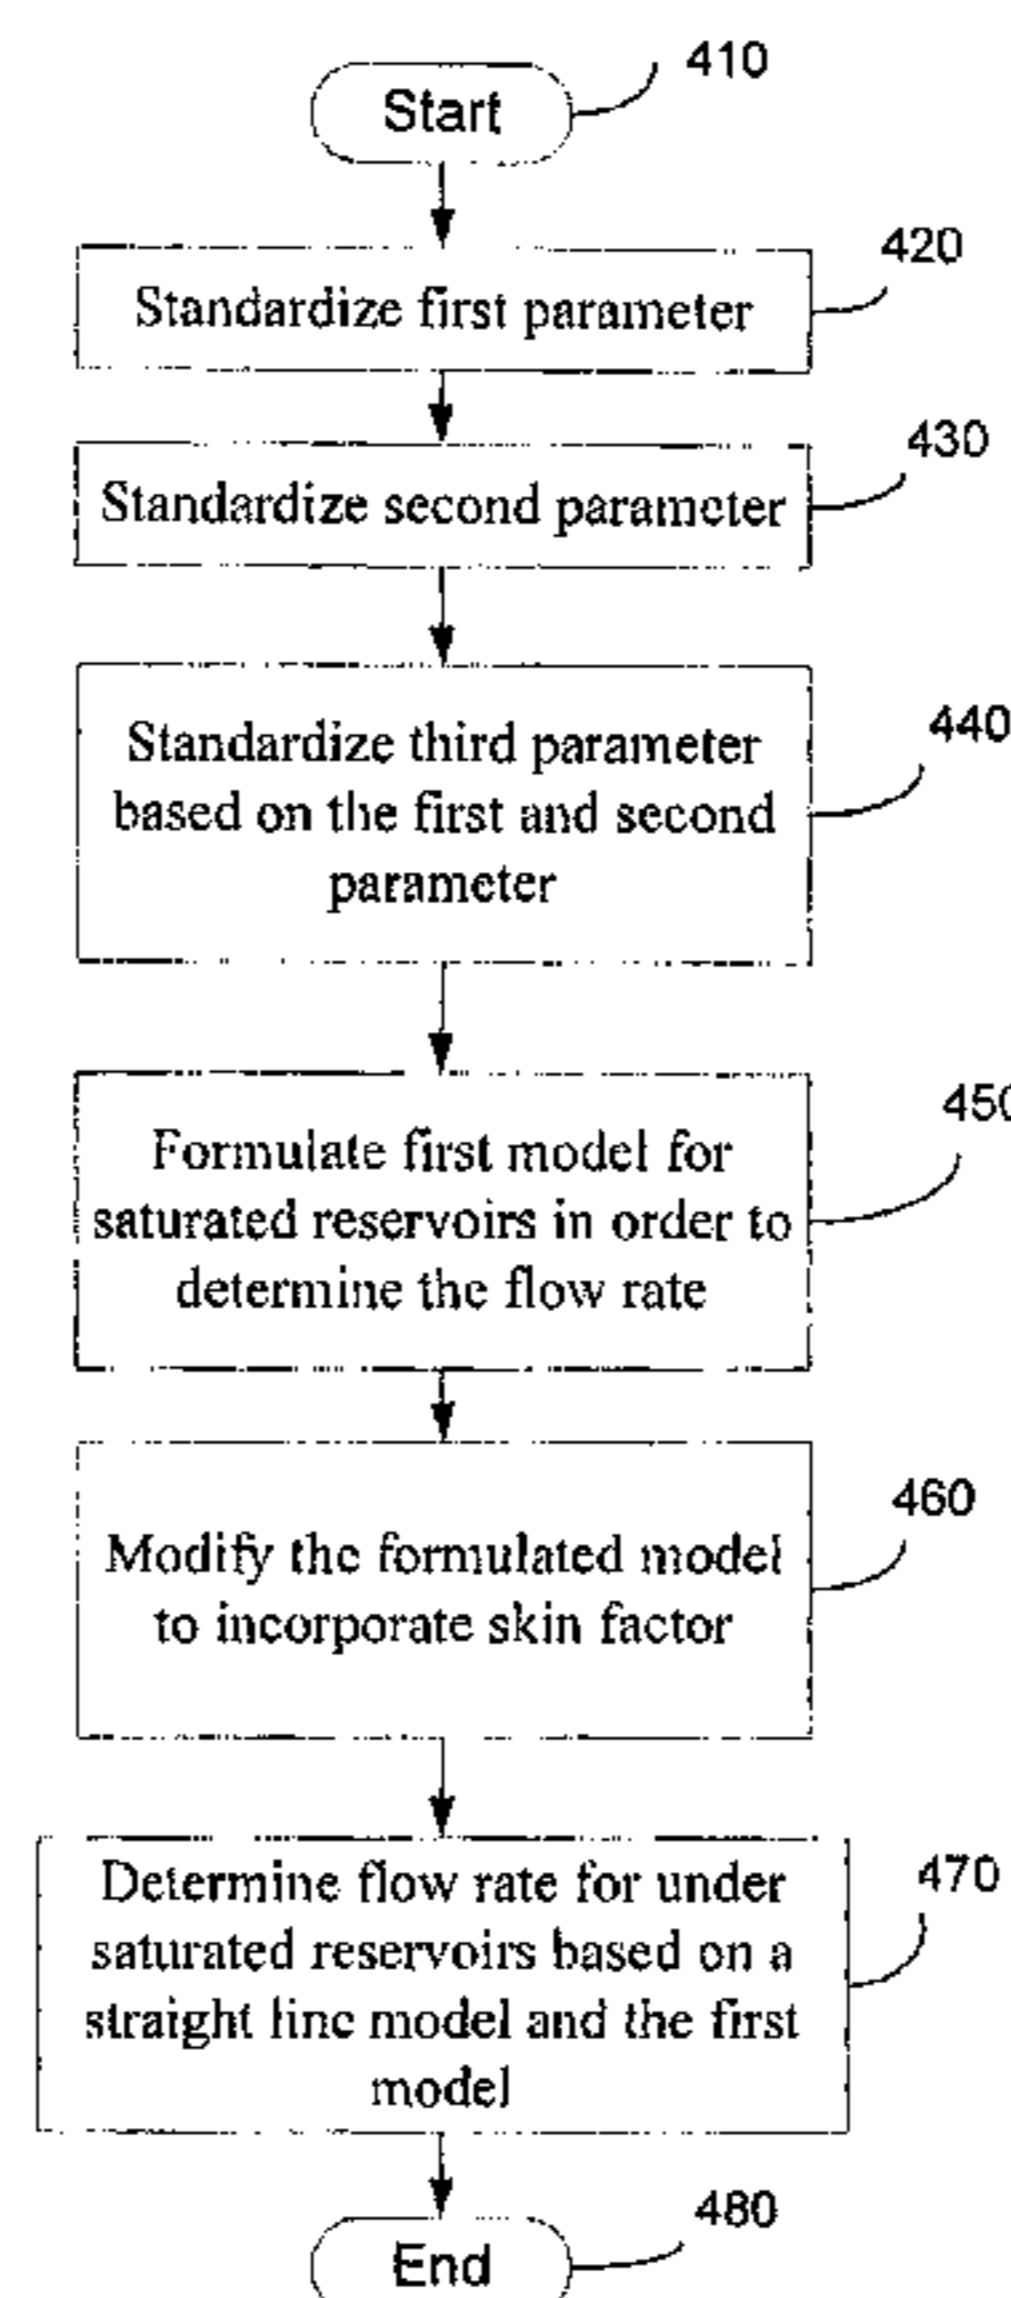 410
Start
420
Standardize first parameter
430
Standardize second parameter
440
Standardize third parameter
based on the first and second
parameter
450
Formulate first model for
saturated reservoirs in order to
determine the flow rate
460
Modify the formulated model
to incorporate skin factor
470
Determine flow rate for under
saturated reservoirs based on a
straight line model and the first
model
480
End